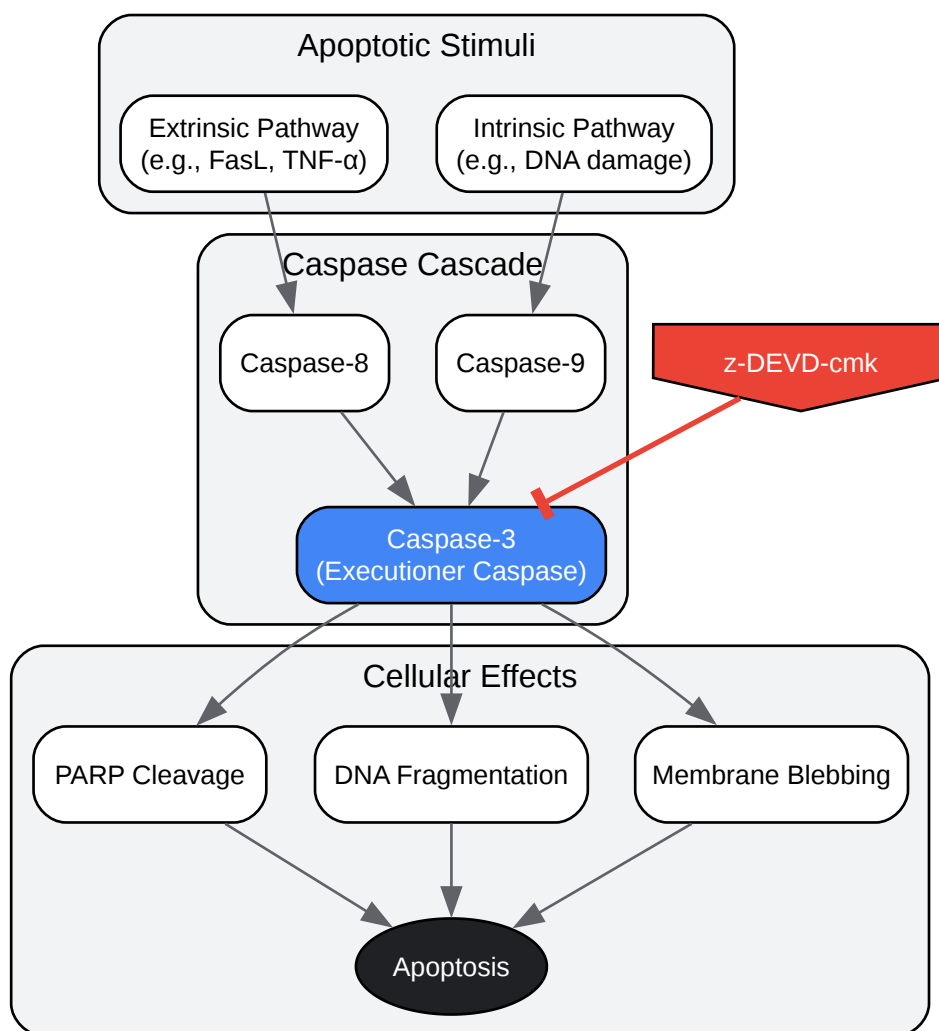 Apoptotic Stimuli
Extrinsic Pathway
(e.g., FasL, TNF-α)
Intrinsic Pathway
(e.g., DNA damage)
Caspase Cascade
Caspase-8
Caspase-9
z-DEVD-cmk
Caspase-3
(Executioner Caspase)
Cellular Effects
PARP Cleavage
DNA Fragmentation
Membrane Blebbing
Apoptosis